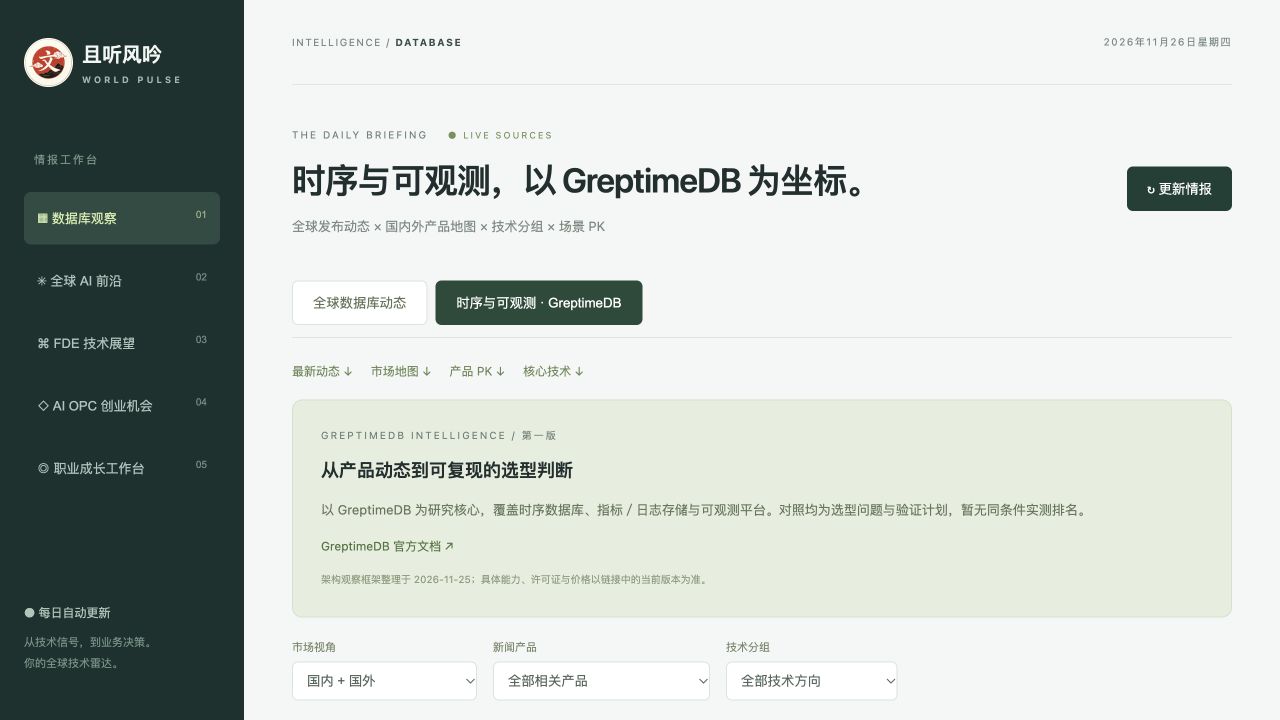 文
且听风吟
WORLD PULSE
情报工作台
▦ 数据库观察 01
✳ 全球 AI 前沿 02
⌘ FDE 技术展望 03
◇ AI OPC 创业机会 04
◎ 职业成长工作台 05
● 每日自动更新
从技术信号，到业务决策。
你的全球技术雷达。
INTELLIGENCE / DATABASE
2026年11月26日星期四
THE DAILY BRIEFING ● LIVE SOURCES
时序与可观测，以 GreptimeDB 为坐标。
↻ 更新情报
全球发布动态 × 国内外产品地图 × 技术分组 × 场景 PK
全球数据库动态
时序与可观测 · GreptimeDB
最新动态 ↓ 市场地图 ↓ 产品 PK ↓ 核心技术 ↓
GREPTIMEDB INTELLIGENCE / 第一版
从产品动态到可复现的选型判断
以 GreptimeDB 为研究核心，覆盖时序数据库、指标 / 日志存储与可观测平台。对照均为选型问题与验证计划，暂无同条件实测排名。
GreptimeDB 官方文档 ↗
架构观察框架整理于 2026-11-25；具体能力、许可证与价格以链接中的当前版本为准。
市场视角 新闻产品 技术分组
国内 + 国外 全部相关产品 全部技术方向